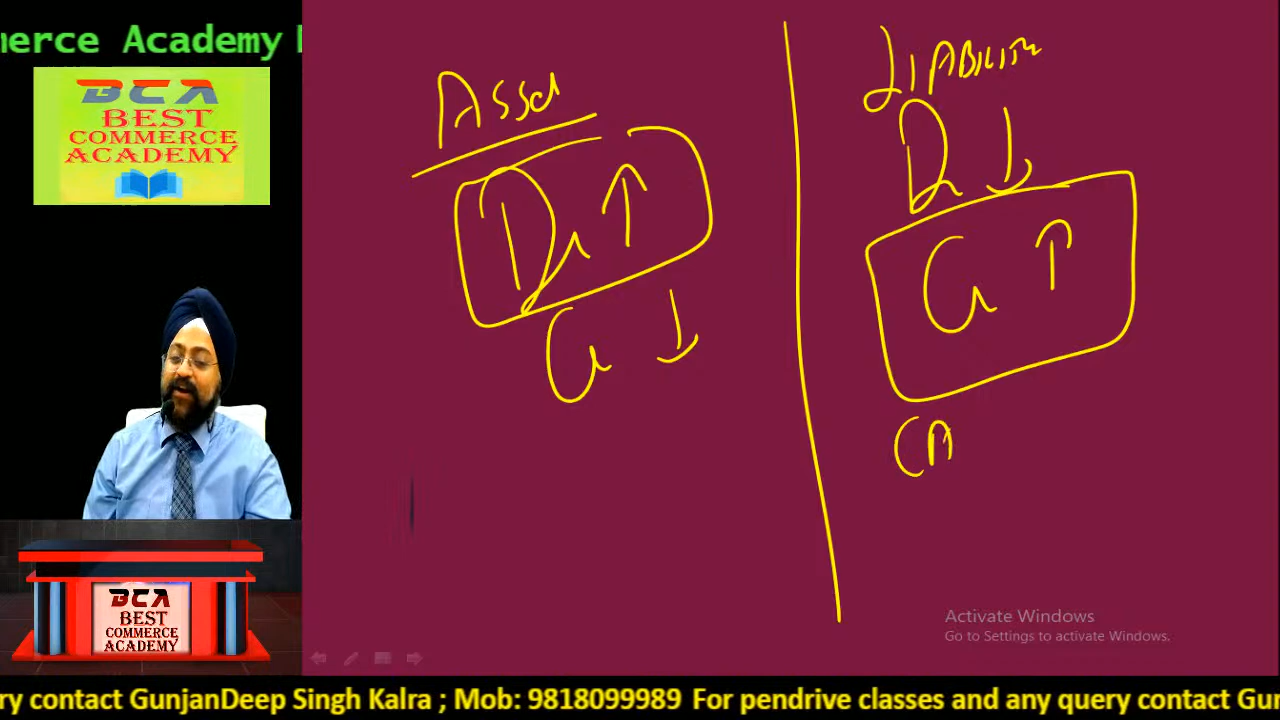 merce Academy
BCA
BEST
COMMERCE
ACADEMY
Asset
Dr ↑
Cr ↓
LIABILITY
Dr ↓
Cr ↑
CA
BCA
BEST
COMMERCE
ACADEMY
Activate Windows
Go to Settings to activate Windows.
ry contact GunjanDeep Singh Kalra ; Mob: 9818099989 For pendrive classes and any query contact Gun